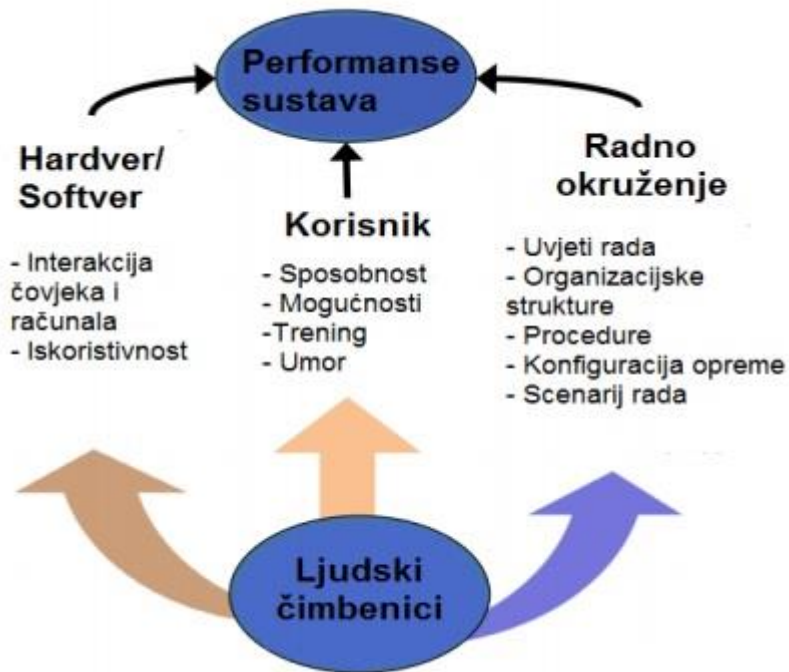 Performanse
sustava
Hardver/
Softver
- Interakcija
čovjeka i
računala
- Iskoristivnost
Korisnik
- Sposobnost
- Mogućnosti
-Trening
- Umor
Radno
okruženje
- Uvjeti rada
- Organizacijske
strukture
- Procedure
- Konfiguracija opreme
- Scenarij rada
Ljudski
čimbenici